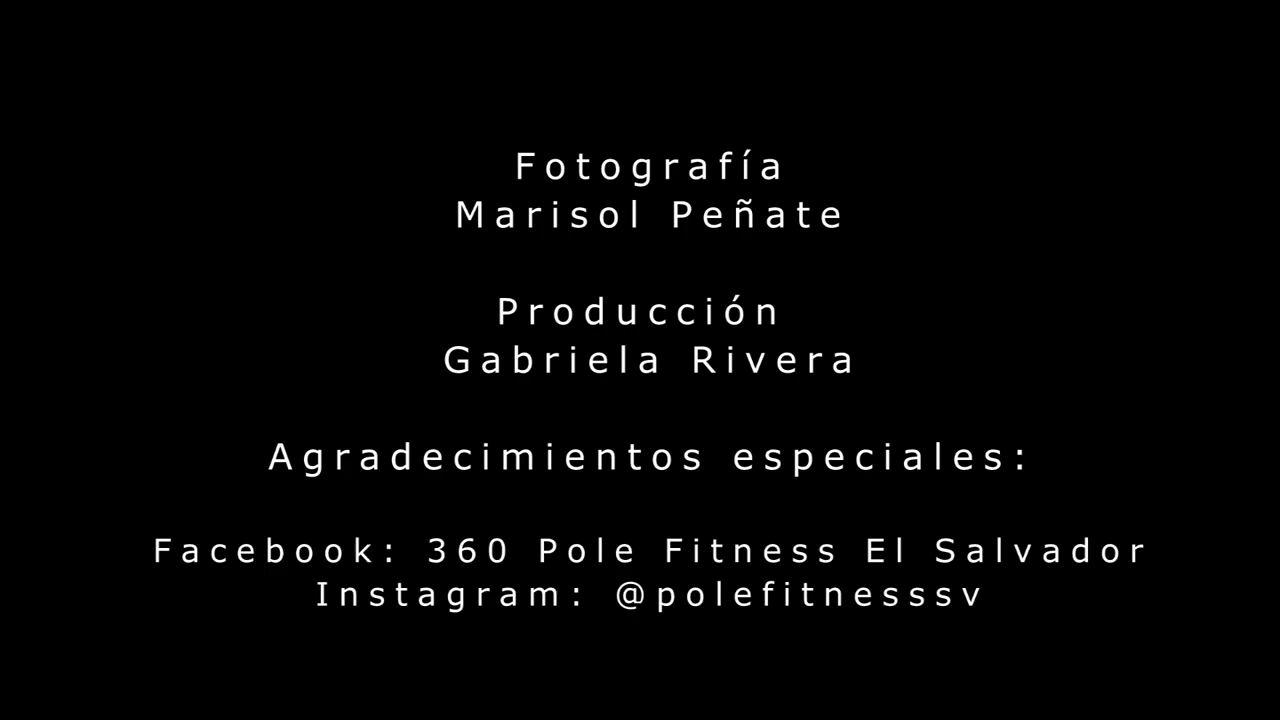 Fotografía
Marisol Peñate
Producción
Gabriela Rivera
Agradecimientos especiales:
Facebook: 360 Pole Fitness El Salvador
Instagram: @polefitnesssv